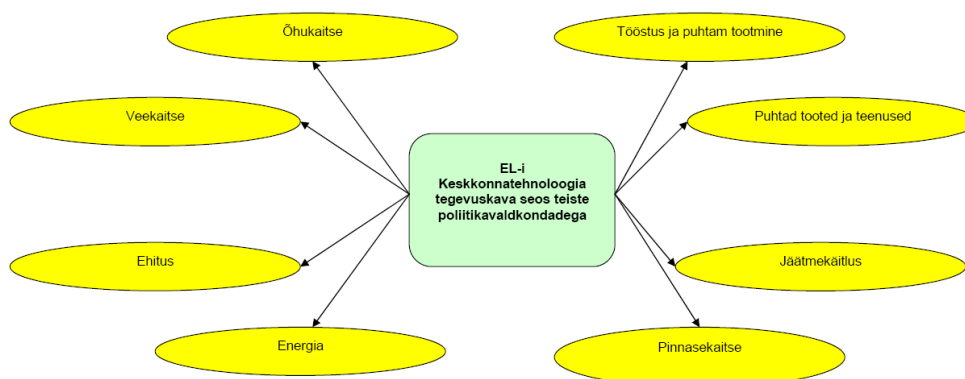 Õhukaitse
Tööstus ja puhtam tootmine
Veekaitse
Puhtad tooted ja teenused
EL-i
Keskkonnatehnoloogia
tegevuskava seos teiste
poliitikavaldkondadega
Ehitus
Jäätmekäitlus
Energia
Pinnasekaitse